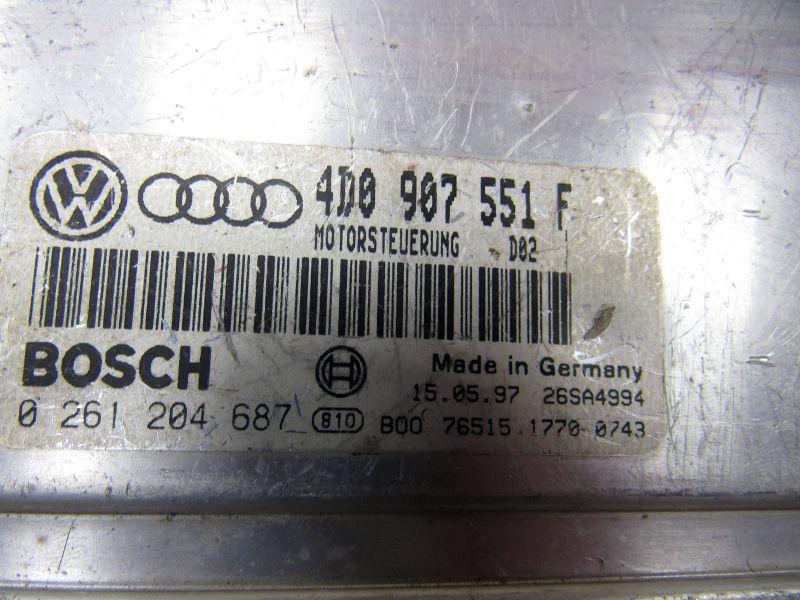 4D0 907 551 F
MOTORSTEUERUNG D02
BOSCH
Made in Germany
15.05.97 26SA4994
0 261 204 687 810 B00 76515.1770 0743